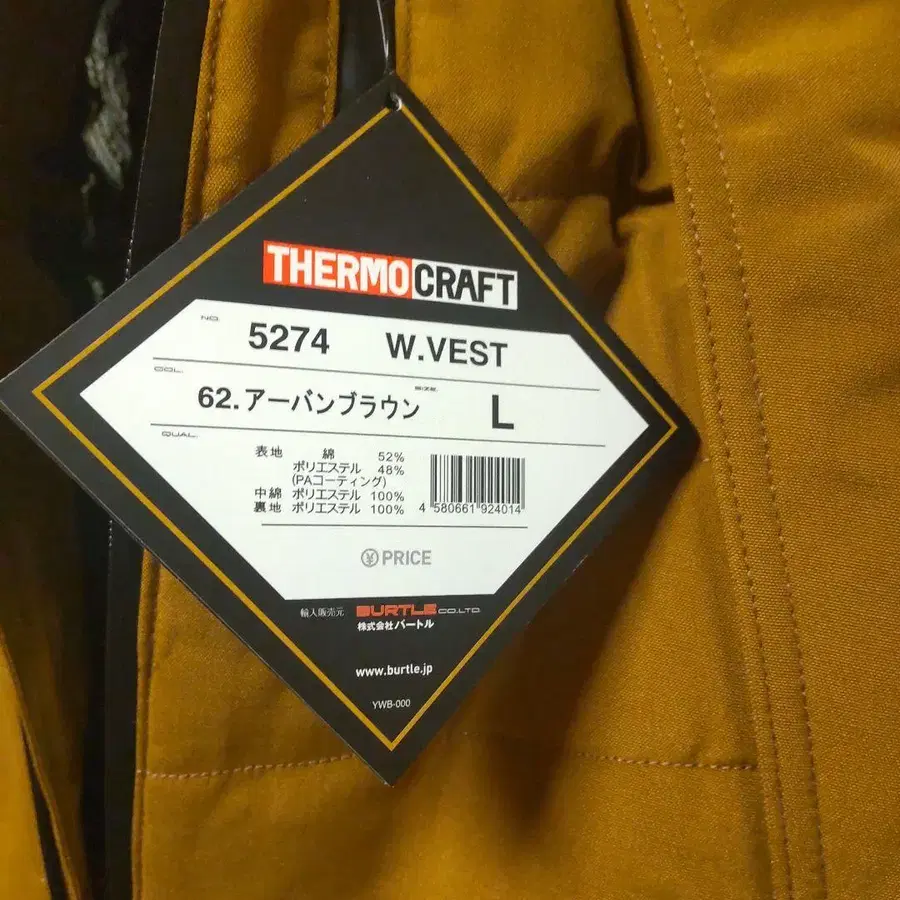 THERMOCRAFT
NO. 5274 W.VEST
COL. 62.アーバンブラウン SIZE. L
QUAL.
表地 綿 52%
ポリエステル 48%
(PAコーティング)
中綿 ポリエステル 100%
裏地 ポリエステル 100%
4 580661 924014
¥ PRICE
輸入販売元 BURTLE CO.LTD.
株式会社バートル
www.burtle.jp
YWB-000